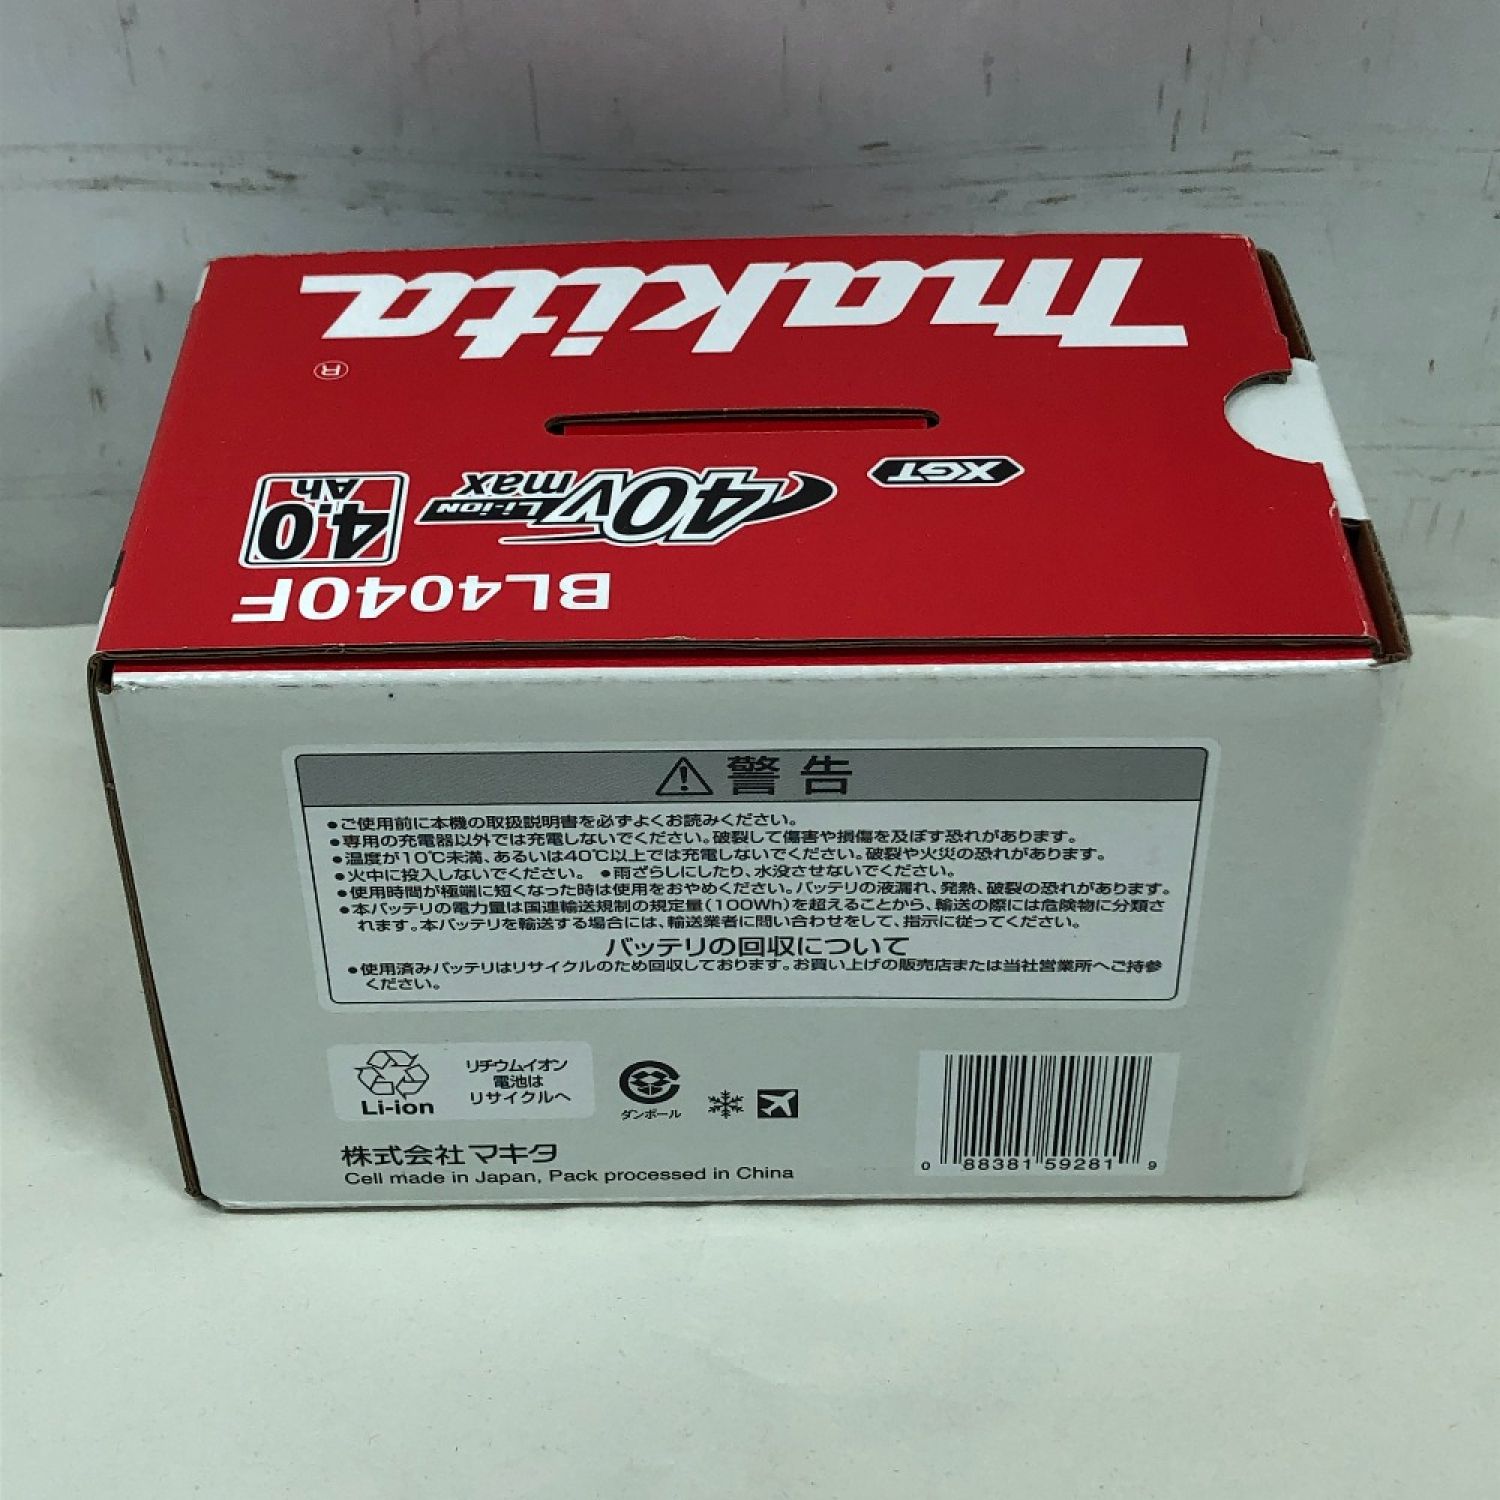 makita
®
XGT
40Vmax
Li-ion
4.0
Ah
BL4040F
警告
●ご使用前に本機の取扱説明書を必ずよくお読みください。
●専用の充電器以外では充電しないでください。破裂して傷害や損傷を及ぼす恐れがあります。
●温度が10℃未満、あるいは40℃以上では充電しないでください。破裂や火災の恐れがあります。
●火中に投入しないでください。 ●雨ざらしにしたり、水没させないでください。
●使用時間が極端に短くなった時は使用をおやめください。バッテリの液漏れ、発熱、破裂の恐れがあります。
●本バッテリの電力量は国連輸送規制の規定量(100Wh)を超えることから、輸送の際には危険物に分類さ
れます。本バッテリを輸送する場合には、輸送業者に問い合わせをして、指示に従ってください。
バッテリの回収について
●使用済みバッテリはリサイクルのため回収しております。お買い上げの販売店または当社営業所へご持参
ください。
Li-ion
リチウムイオン
電池は
リサイクルへ
ダンボール
株式会社マキタ
Cell made in Japan, Pack processed in China
0 88381 59281 9